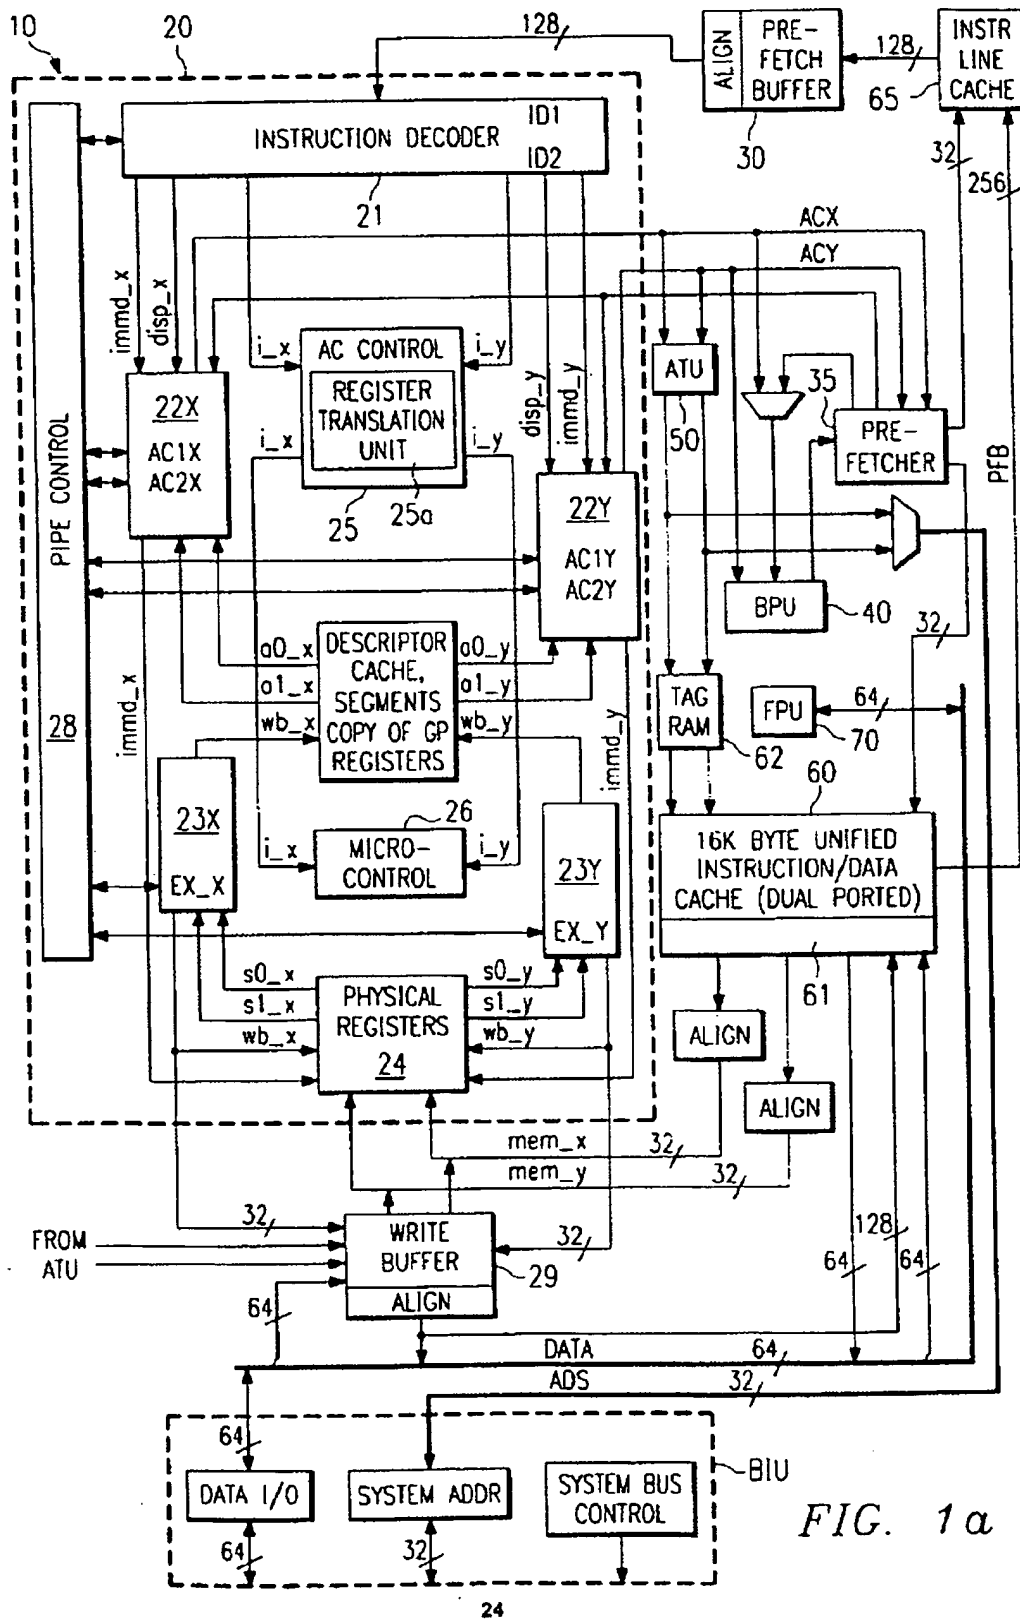 10
20
128
ALIGN
PRE-
FETCH
BUFFER
30
128
INSTR
LINE
CACHE
65
INSTRUCTION DECODER
ID1
ID2
21
32
256
ACX
ACY
immd_x
disp_x
i_x
AC CONTROL
i_y
REGISTER
TRANSLATION
UNIT
i_x
i_y
25
25a
disp_y
immd_y
ATU
50
35
PRE-
FETCHER
PFB
22X
AC1X
AC2X
PIPE CONTROL
28
22Y
AC1Y
AC2Y
BPU
40
32
immd_x
a0_x
a1_x
wb_x
DESCRIPTOR
CACHE,
SEGMENTS
COPY OF GP
REGISTERS
a0_y
a1_y
wb_y
immd_y
TAG
RAM
62
FPU
70
64
60
23X
EX_X
26
i_x
MICRO-
CONTROL
i_y
23Y
EX_Y
16K BYTE UNIFIED
INSTRUCTION/DATA
CACHE (DUAL PORTED)
61
s0_x
s1_x
wb_x
PHYSICAL
REGISTERS
24
s0_y
s1_y
wb_y
ALIGN
ALIGN
mem_x
32
mem_y
32
FROM
ATU
32
WRITE
BUFFER
ALIGN
29
32
64
64
128
64
DATA
64
ADS
32
64
DATA I/O
64
SYSTEM ADDR
32
SYSTEM BUS
CONTROL
BIU
FIG. 1a
24